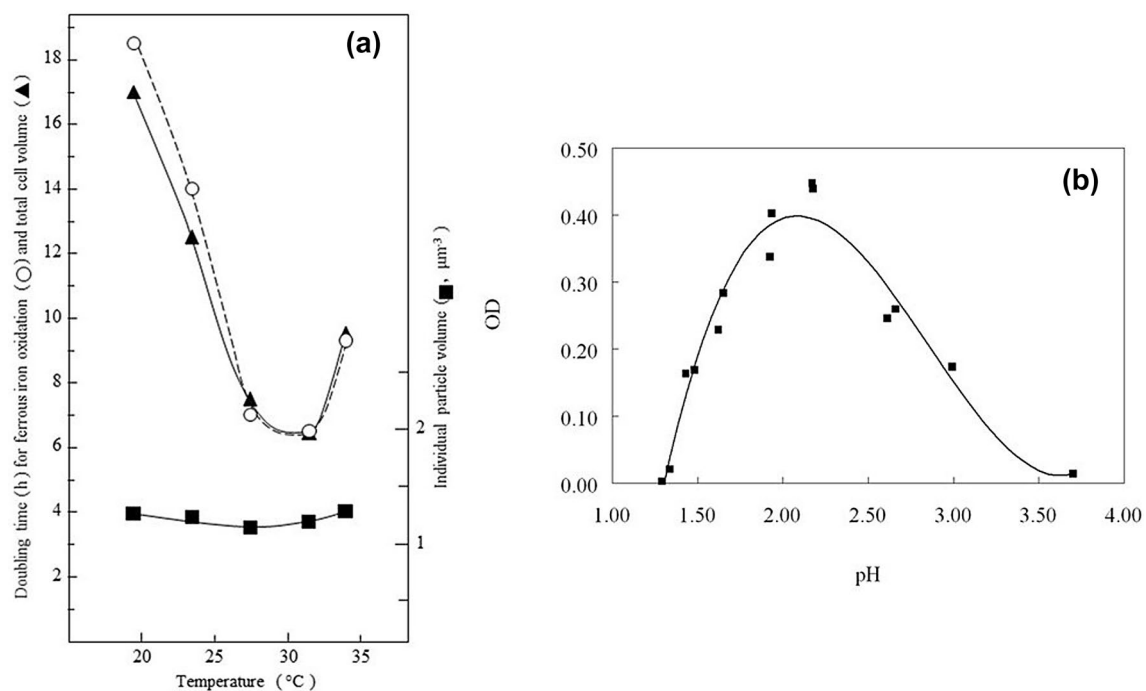 (a)
Doubling time (h) for ferrous iron oxidation (○) and total cell volume (▲)
18
16
14
12
10
8
6
4
2
20 25 30 35
Temperature (°C)
2
1
Individual particle volume (■, μm⁻³
(b)
OD
0.50
0.40
0.30
0.20
0.10
0.00
1.00 1.50 2.00 2.50 3.00 3.50 4.00
pH